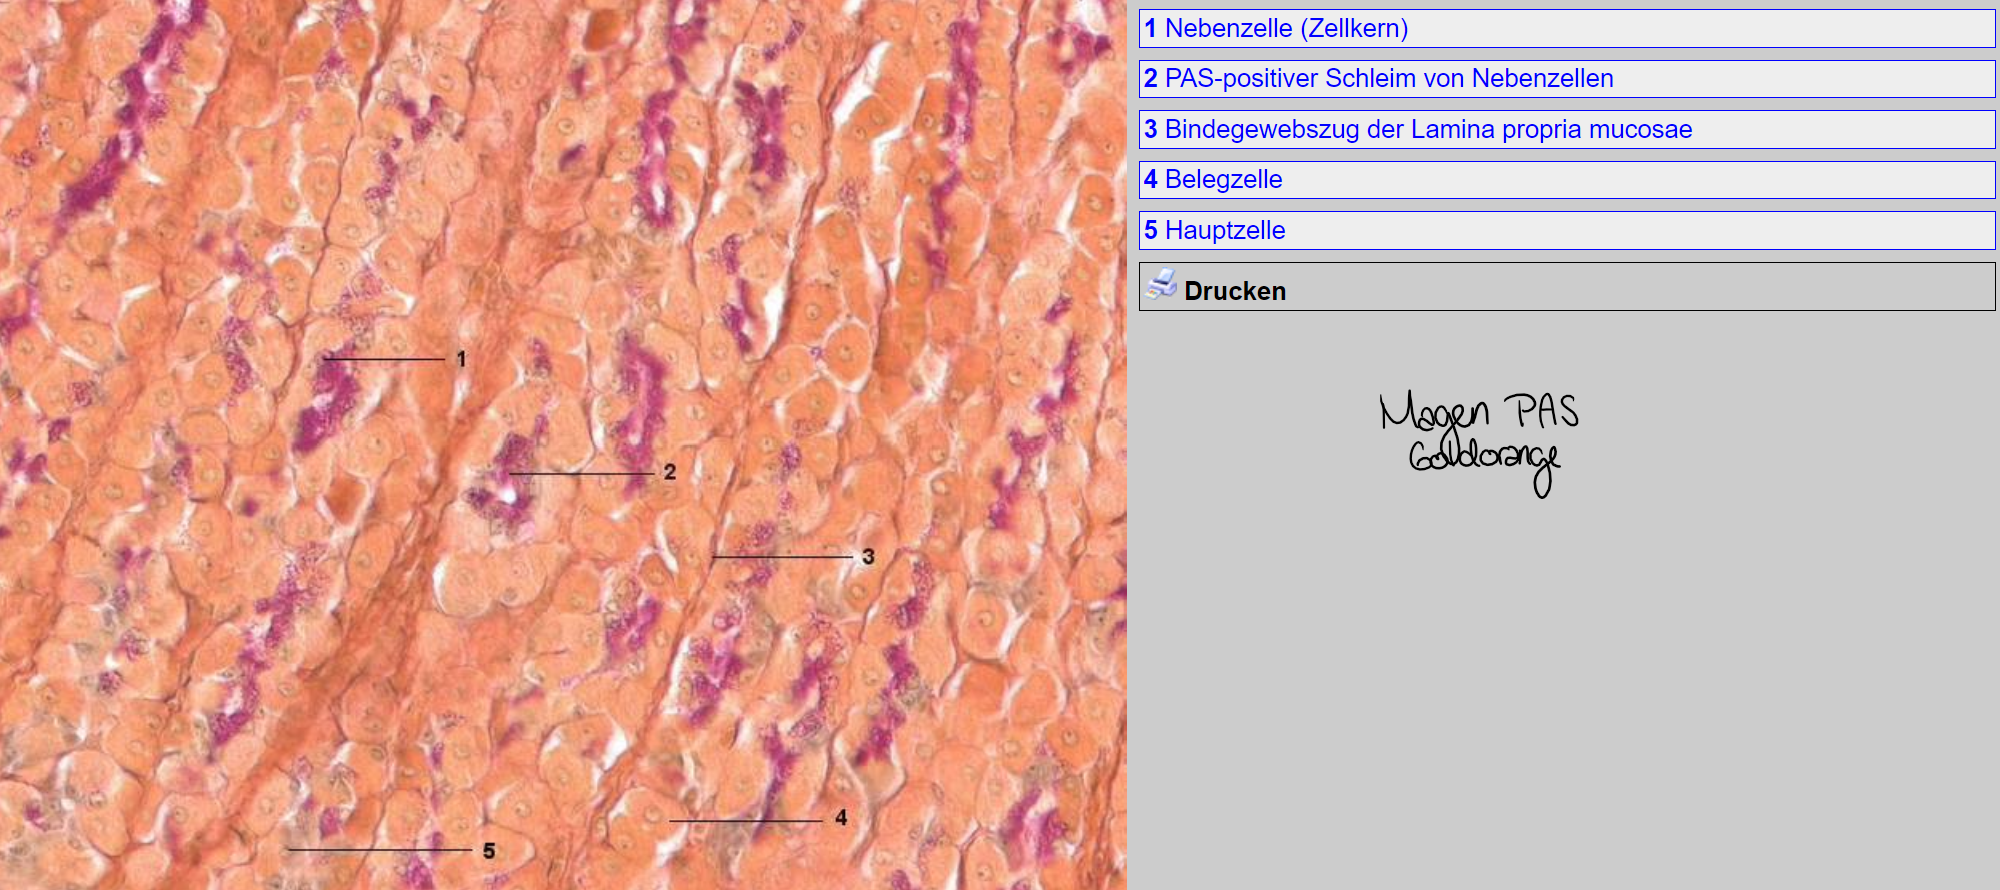 1
2
3
4
5
1 Nebenzelle (Zellkern)
2 PAS-positiver Schleim von Nebenzellen
3 Bindegewebszug der Lamina propria mucosae
4 Belegzelle
5 Hauptzelle
Drucken
Magen PAS
Goldorange